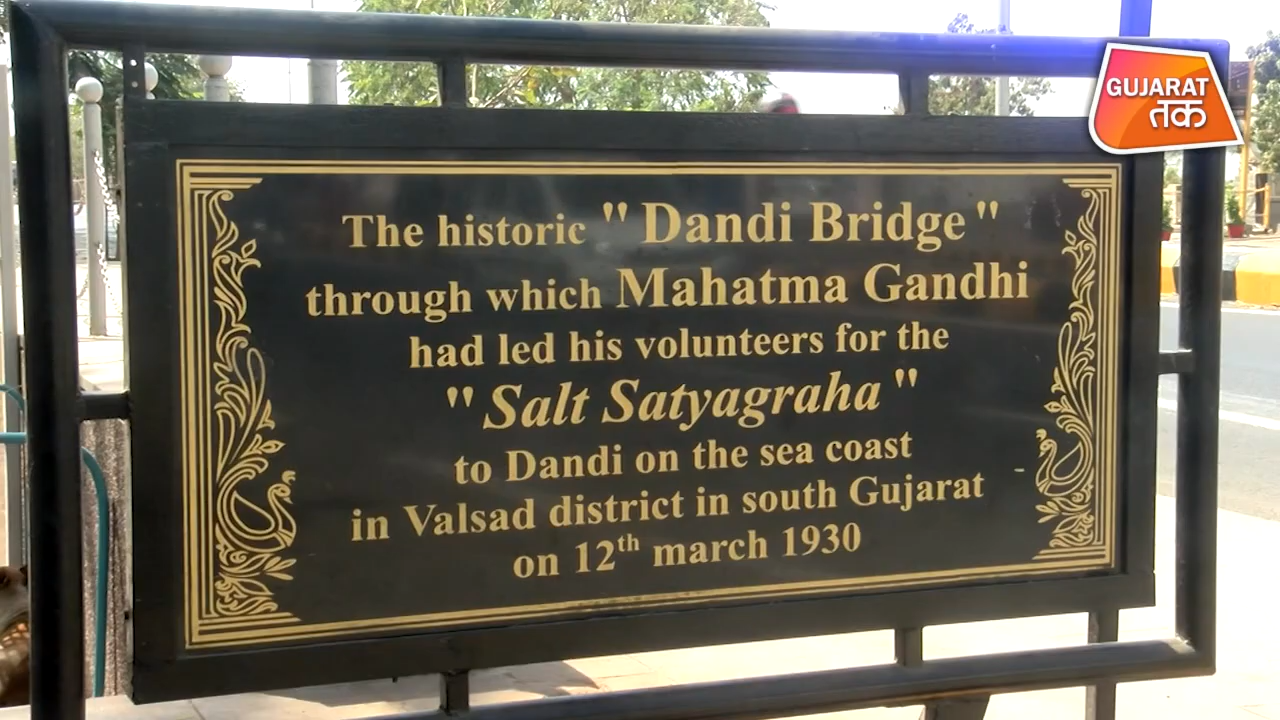 GUJARAT
तक
The historic "Dandi Bridge"
through which Mahatma Gandhi
had led his volunteers for the
"Salt Satyagraha"
to Dandi on the sea coast
in Valsad district in south Gujarat
on 12th march 1930